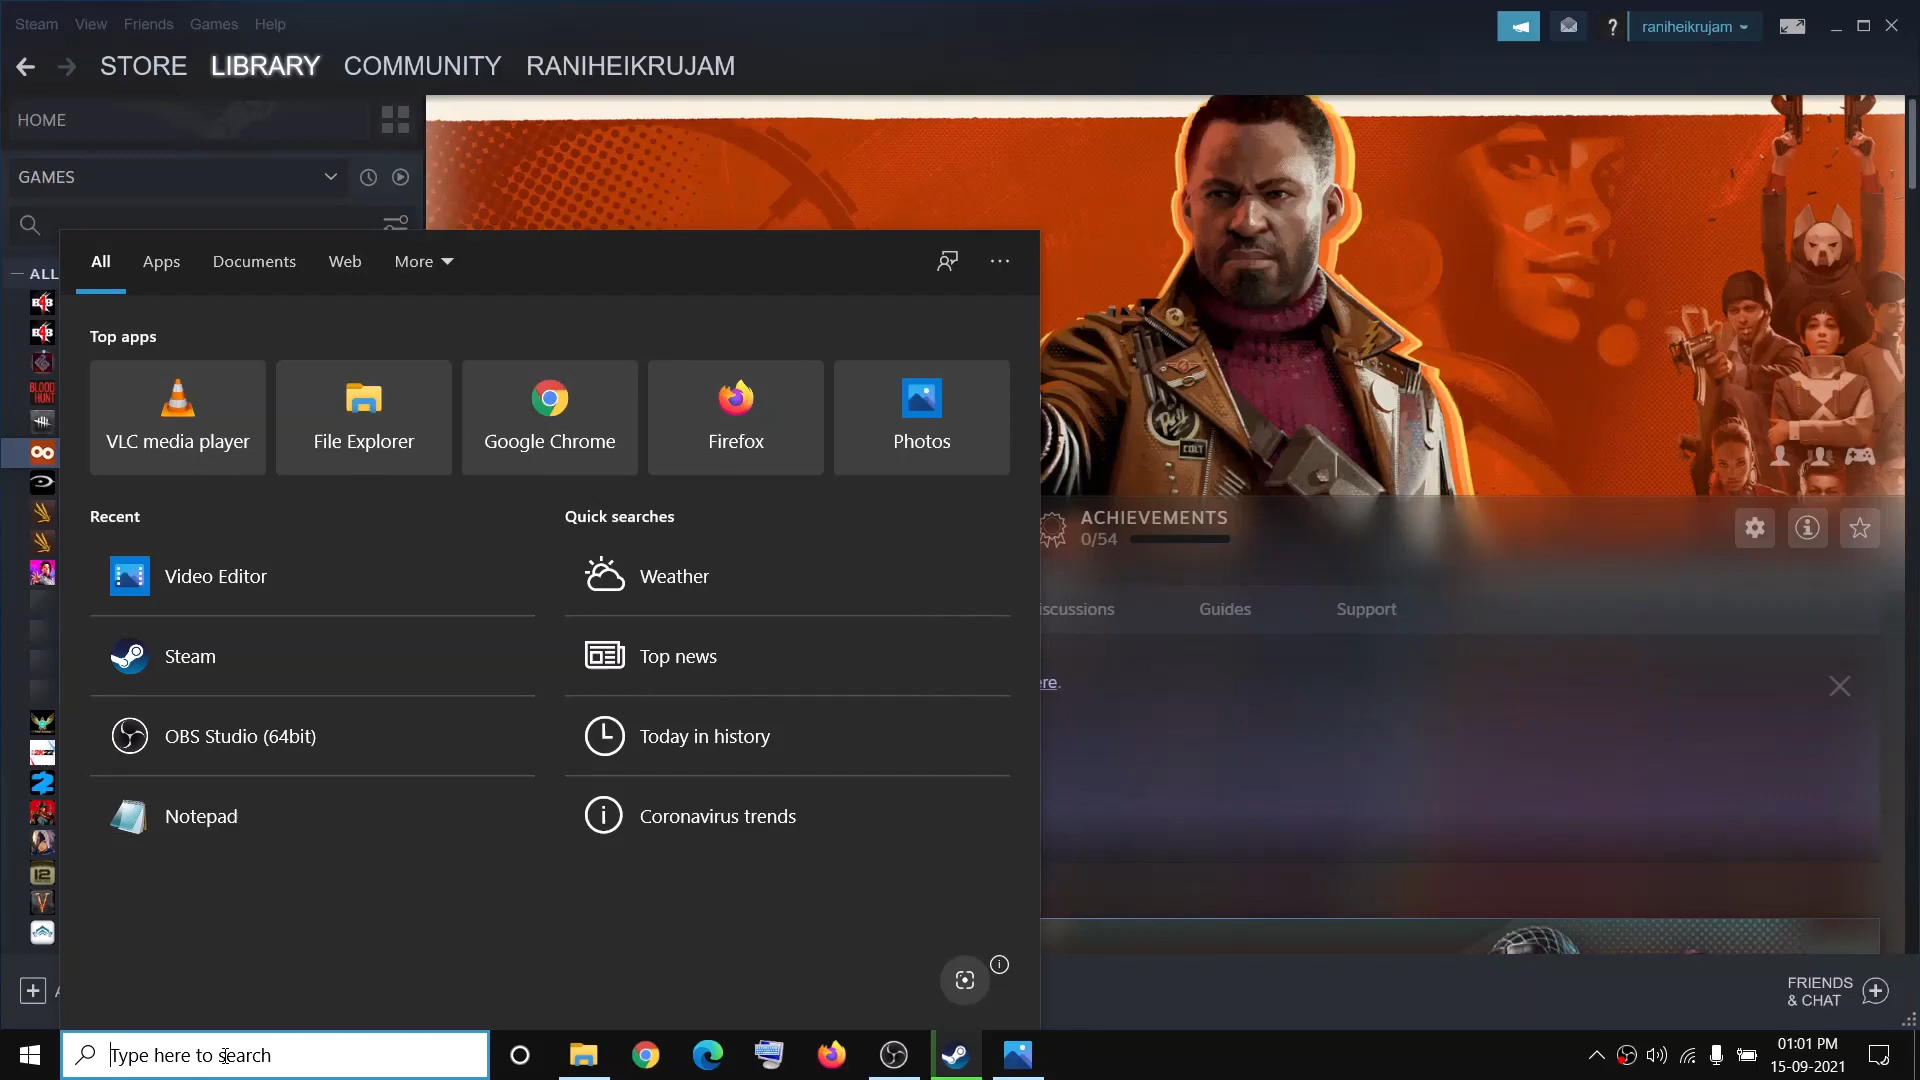 Steam View Friends Games Help
raniheikrujam
STORE LIBRARY COMMUNITY RANIHEIKRUJAM
HOME
GAMES
ALL
All Apps Documents Web More
Top apps
VLC media player File Explorer Google Chrome Firefox Photos
Recent
Quick searches
Video Editor
Weather
Steam
Top news
OBS Studio (64bit)
Today in history
Notepad
Coronavirus trends
ACHIEVEMENTS
0/54
iscussions Guides Support
ere.
FRIENDS
& CHAT
Type here to search
01:01 PM
15-09-2021